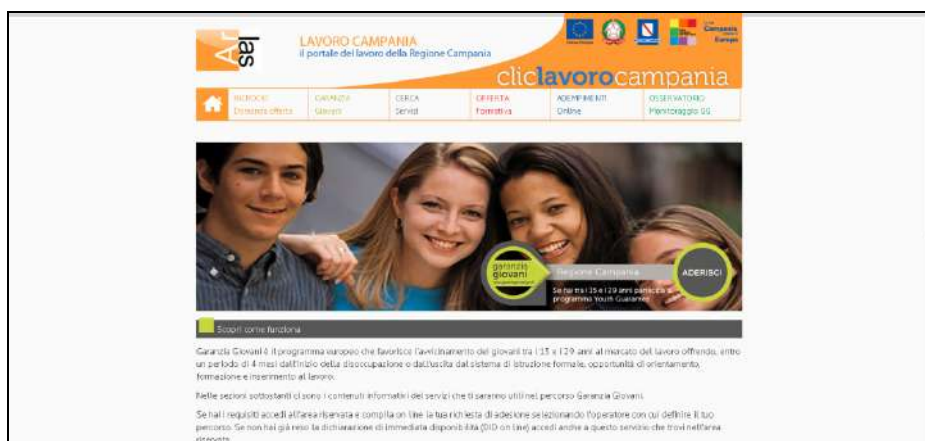 Ar
las
LAVORO CAMPANIA
il portale del lavoro della Regione Campania
Campania
Europa
cliclavorocampania
INCROCIO
Domanda offerta
GARANZIA
Giovani
CERCA
Servizi
OFFERTA
Formativa
ADEMPIMENTI
Online
OSSERVATORIO
Monitoraggio GG
garanzia
giovani
Regione Campania
ADERISCI
Se hai tra i 15 e i 29 anni partecipa al
programma Youth Guarantee
Scopri come funziona
Garanzia Giovani è il programma europeo che favorisce l'avvicinamento dei giovani tra i 15 e i 29 anni al mercato del lavoro offrendo, entro
un periodo di 4 mesi dall'inizio della disoccupazione o dall'uscita dal sistema di istruzione formale, opportunità di orientamento,
formazione e inserimento al lavoro.
Nelle sezioni sottostanti ci sono i contenuti informativi dei servizi che ti saranno utili nel percorso Garanzia Giovani.
Se hai i requisiti accedi all'area riservata e compila on line la tua richiesta di adesione selezionando l'operatore con cui definire il tuo
percorso. Se non hai già reso la dichiarazione di immediata disponibilità (DID on line) accedi anche a questo servizio che trovi nell'area
riservata.